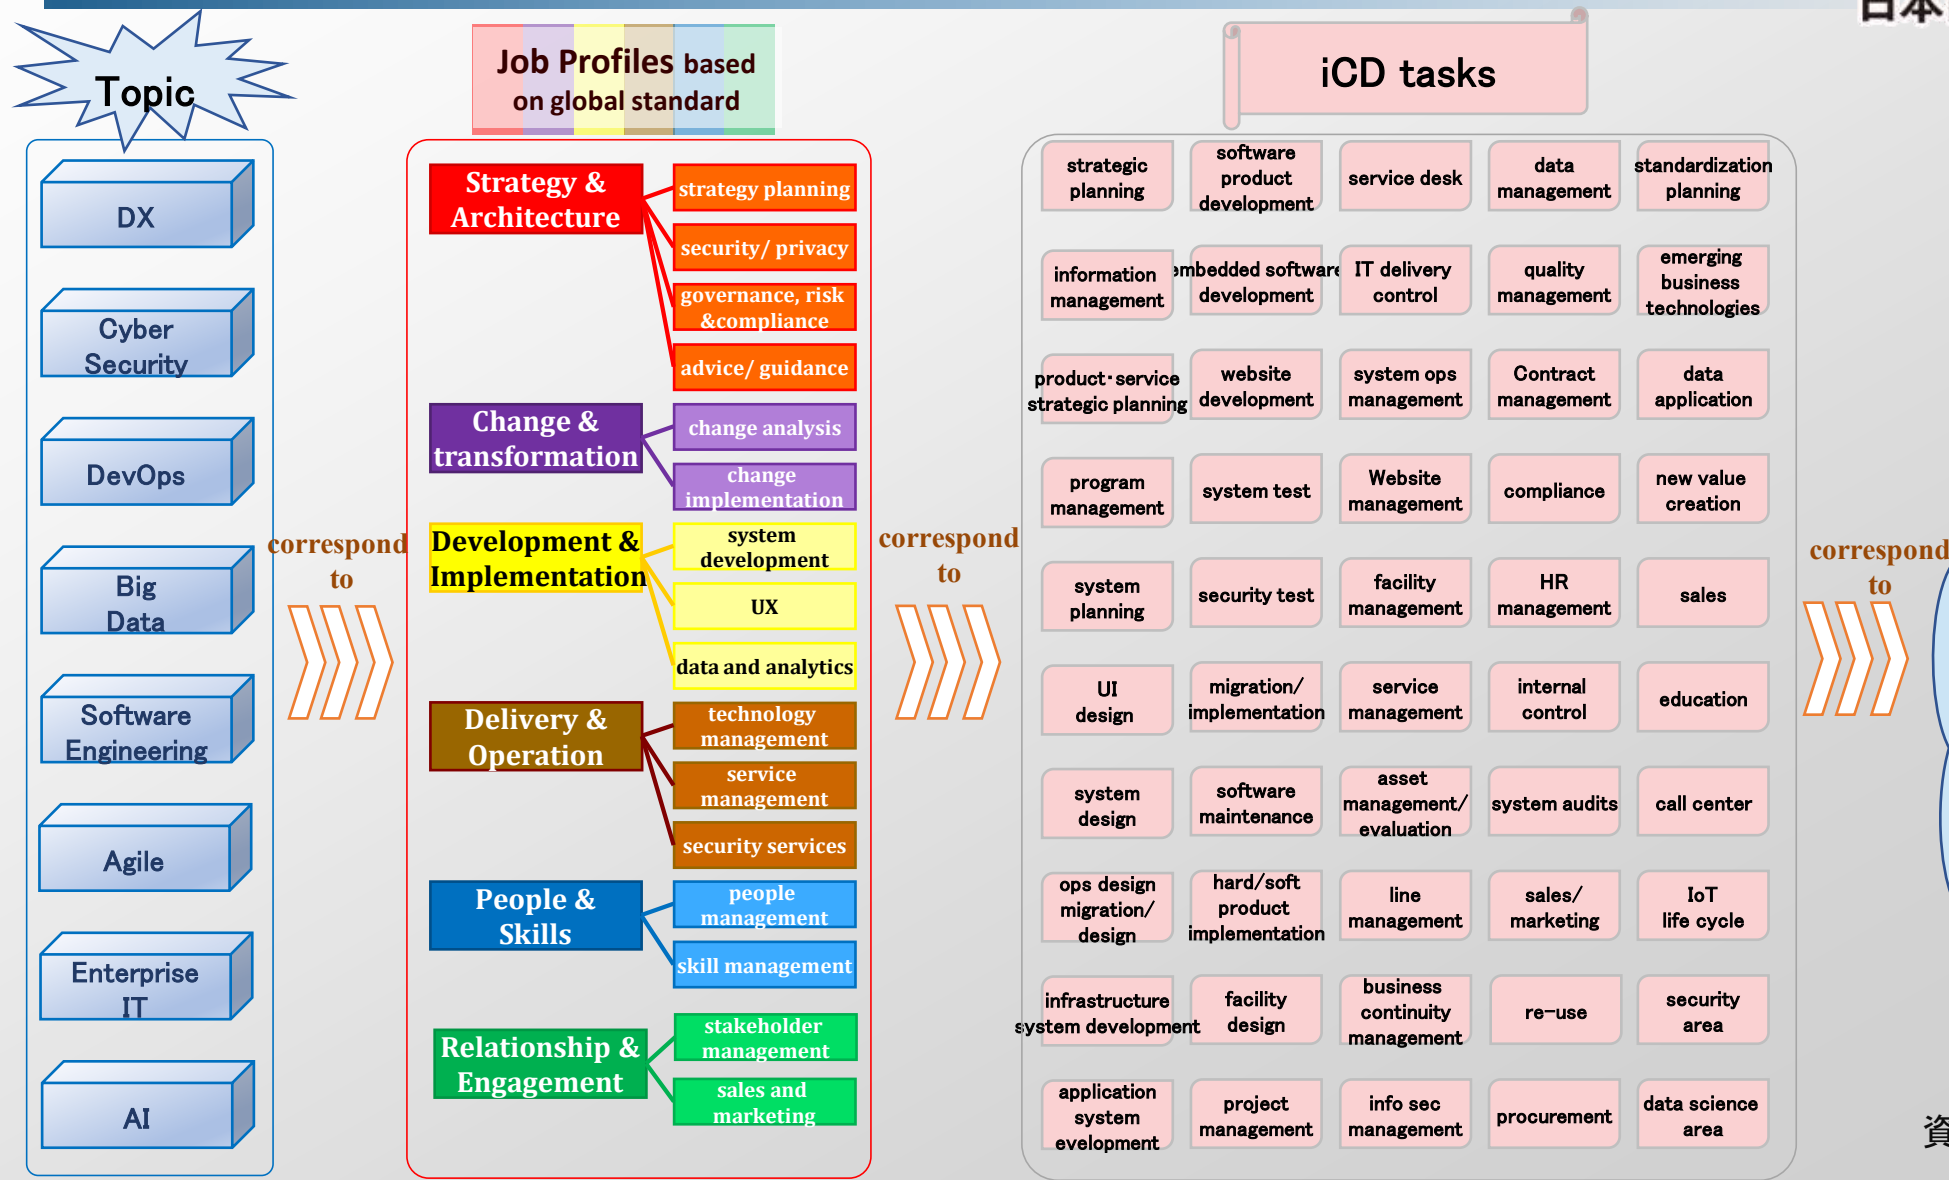 日本
Topic
Job Profiles based
on global standard
iCD tasks
DX
Cyber
Security
DevOps
Big
Data
Software
Engineering
Agile
Enterprise
IT
AI
correspond
to
Strategy &
Architecture
strategy planning
security/ privacy
governance, risk
&compliance
advice/ guidance
Change &
transformation
change analysis
change
implementation
Development &
Implementation
system
development
UX
data and analytics
Delivery &
Operation
technology
management
service
management
security services
People &
Skills
people
management
skill management
Relationship &
Engagement
stakeholder
management
sales and
marketing
correspond
to
strategic
planning
software
product
development
service desk
data
management
standardization
planning
information
management
embedded software
development
IT delivery
control
quality
management
emerging
business
technologies
product・service
strategic planning
website
development
system ops
management
Contract
management
data
application
program
management
system test
Website
management
compliance
new value
creation
system
planning
security test
facility
management
HR
management
sales
UI
design
migration/
implementation
service
management
internal
control
education
system
design
software
maintenance
asset
management/
evaluation
system audits
call center
ops design
migration/
design
hard/soft
product
implementation
line
management
sales/
marketing
IoT
life cycle
infrastructure
system development
facility
design
business
continuity
management
re-use
security
area
application
system
evelopment
project
management
info sec
management
procurement
data science
area
correspond
to
資